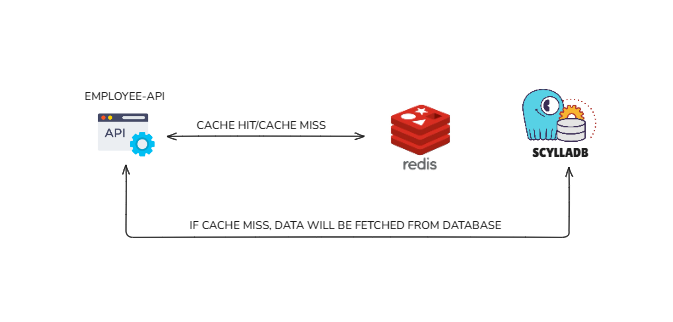 EMPLOYEE-API
API
CACHE HIT/CACHE MISS
redis
SCYLLADB
IF CACHE MISS, DATA WILL BE FETCHED FROM DATABASE